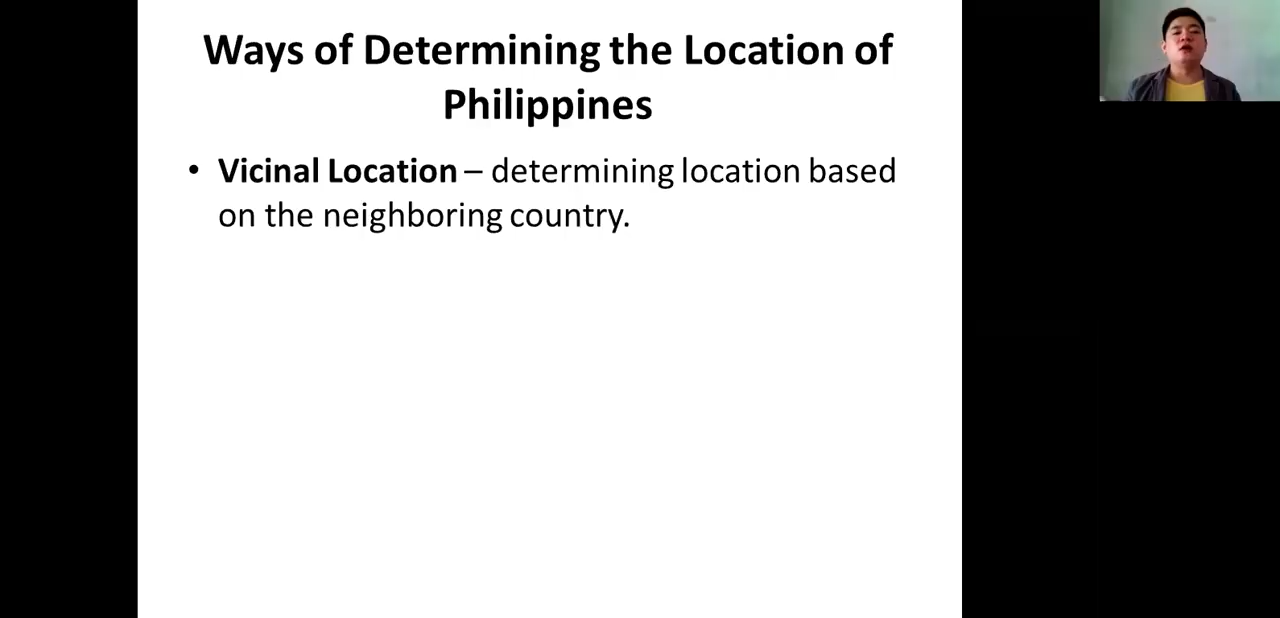 Ways of Determining the Location of
Philippines
• Vicinal Location – determining location based
on the neighboring country.